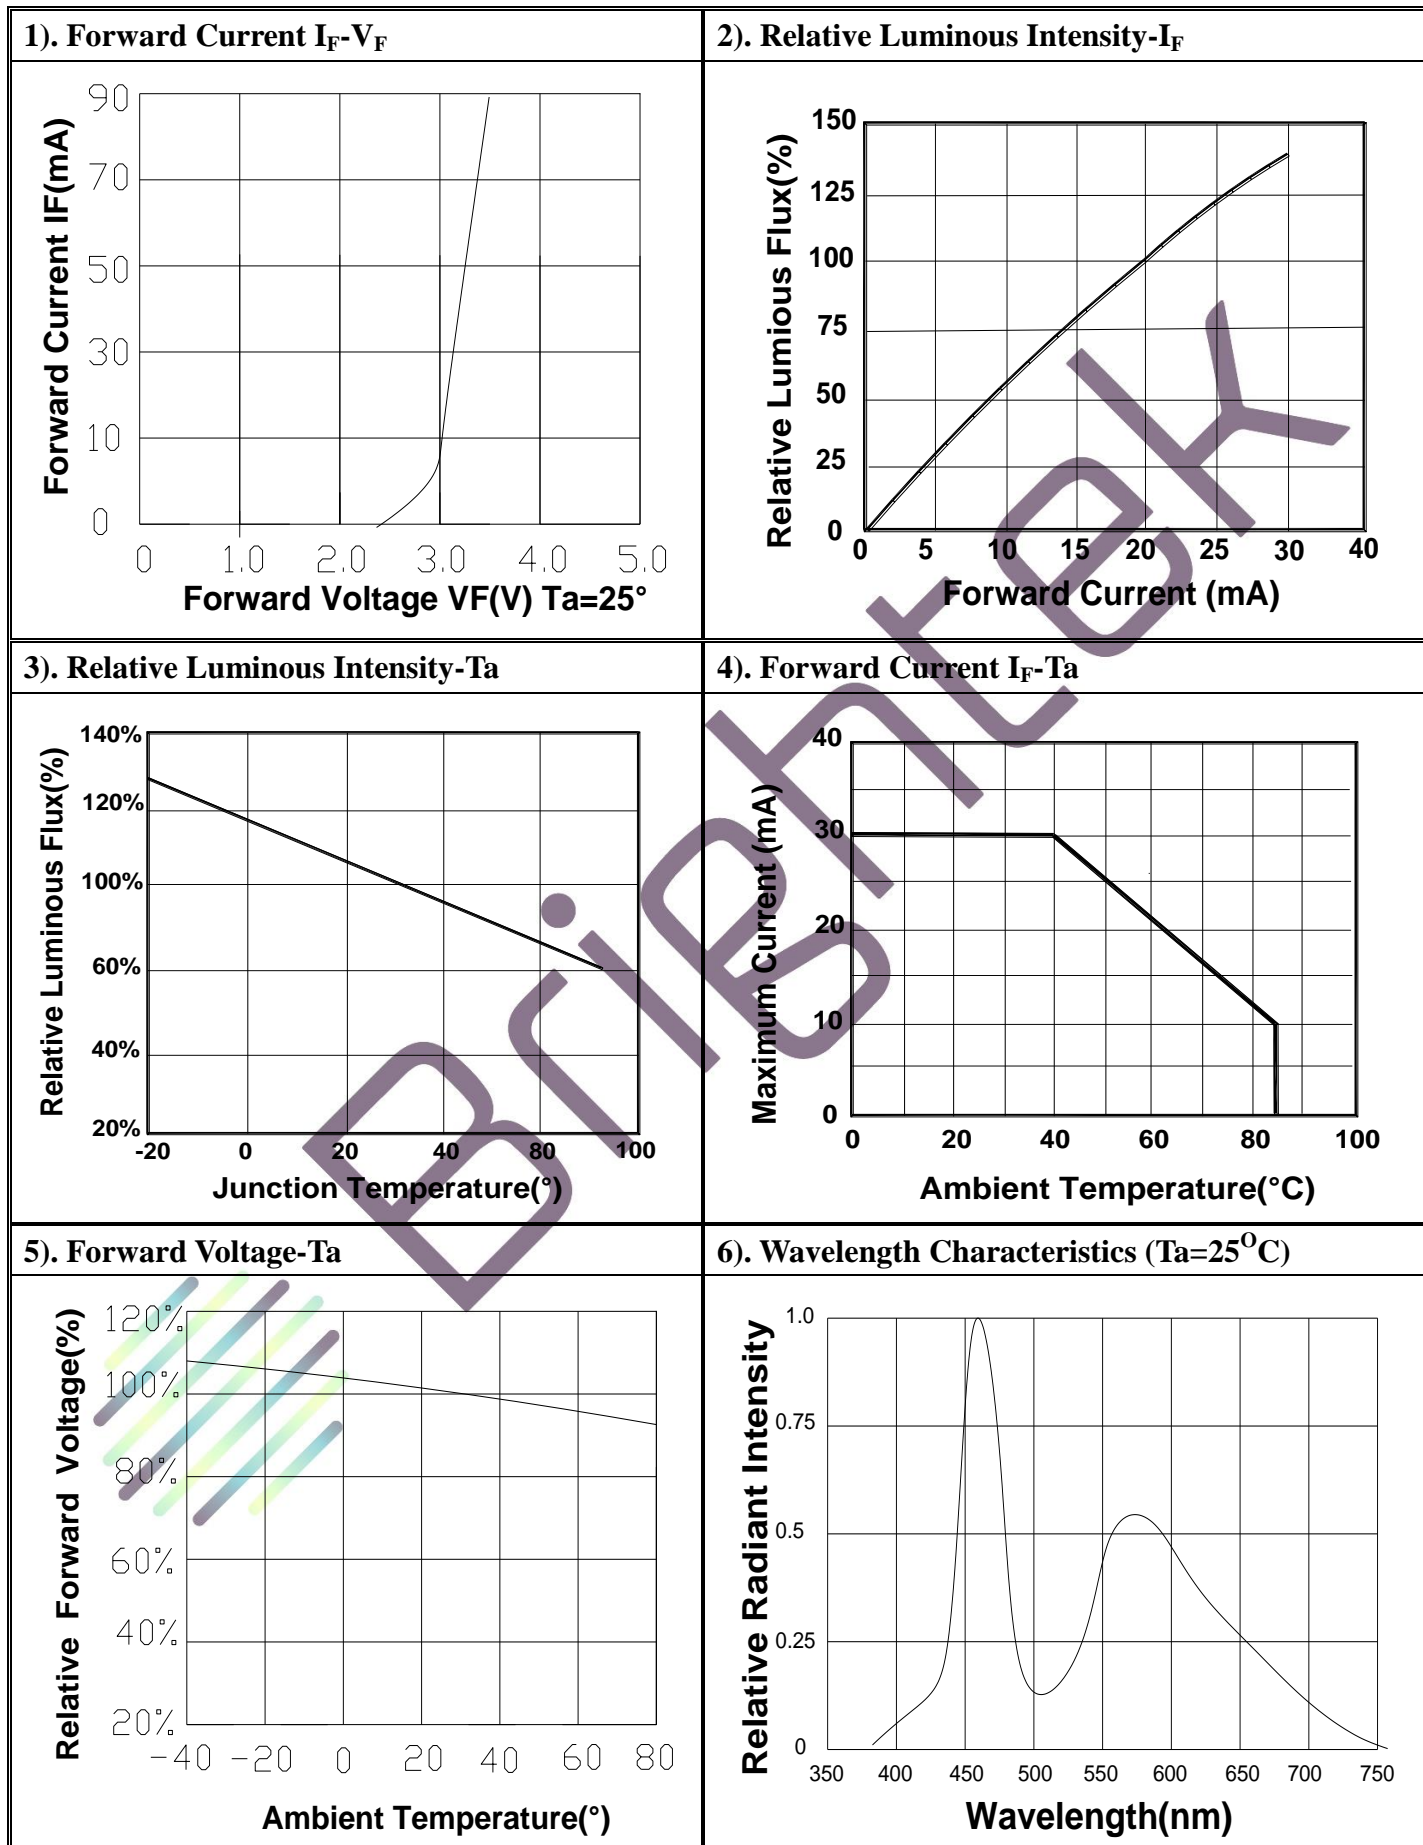 1). Forward Current IF-VF
90
70
50
30
10
0
Forward Current IF(mA)
0 1.0 2.0 3.0 4.0 5.0
Forward Voltage VF(V) Ta=25°
2). Relative Luminous Intensity-IF
150
125
100
75
50
25
0
Relative Lumious Flux(%)
0 5 10 15 20 25 30 40
Forward Current (mA)
3). Relative Luminous Intensity-Ta
140%
120%
100%
60%
40%
20%
Relative Luminous Flux(%)
-20 0 20 40 80 100
Junction Temperature(°)
4). Forward Current IF-Ta
40
30
20
10
0
Maximum Current (mA)
0 20 40 60 80 100
Ambient Temperature(°C)
5). Forward Voltage-Ta
120%
100%
80%
60%
40%
20%
Relative Forward Voltage(%)
-40 -20 0 20 40 60 80
Ambient Temperature(°)
6). Wavelength Characteristics (Ta=25OC)
1.0
0.75
0.5
0.25
0
Relative Radiant Intensity
350 400 450 500 550 600 650 700 750
Wavelength(nm)
Brightek